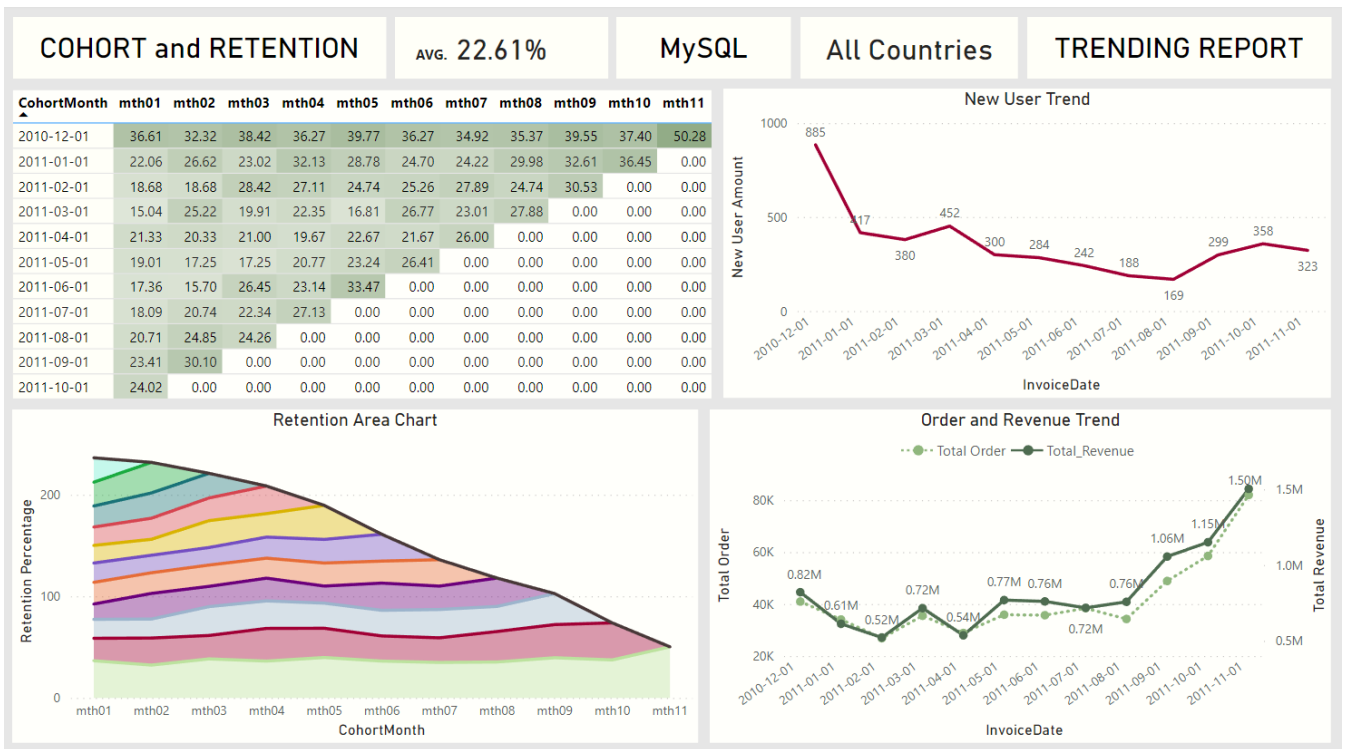 COHORT and RETENTION
AVG. 22.61%
MySQL
All Countries
TRENDING REPORT
CohortMonth mth01 mth02 mth03 mth04 mth05 mth06 mth07 mth08 mth09 mth10 mth11
2010-12-01 36.61 32.32 38.42 36.27 39.77 36.27 34.92 35.37 39.55 37.40 50.28
2011-01-01 22.06 26.62 23.02 32.13 28.78 24.70 24.22 29.98 32.61 36.45 0.00
2011-02-01 18.68 18.68 28.42 27.11 24.74 25.26 27.89 24.74 30.53 0.00 0.00
2011-03-01 15.04 25.22 19.91 22.35 16.81 26.77 23.01 27.88 0.00 0.00 0.00
2011-04-01 21.33 20.33 21.00 19.67 22.67 21.67 26.00 0.00 0.00 0.00 0.00
2011-05-01 19.01 17.25 17.25 20.77 23.24 26.41 0.00 0.00 0.00 0.00 0.00
2011-06-01 17.36 15.70 26.45 23.14 33.47 0.00 0.00 0.00 0.00 0.00 0.00
2011-07-01 18.09 20.74 22.34 27.13 0.00 0.00 0.00 0.00 0.00 0.00 0.00
2011-08-01 20.71 24.85 24.26 0.00 0.00 0.00 0.00 0.00 0.00 0.00 0.00
2011-09-01 23.41 30.10 0.00 0.00 0.00 0.00 0.00 0.00 0.00 0.00 0.00
2011-10-01 24.02 0.00 0.00 0.00 0.00 0.00 0.00 0.00 0.00 0.00 0.00
New User Trend
New User Amount
1000
500
0
885
417
380
452
300
284
242
188
169
299
358
323
2010-12-01
2011-01-01
2011-02-01
2011-03-01
2011-04-01
2011-05-01
2011-06-01
2011-07-01
2011-08-01
2011-09-01
2011-10-01
2011-11-01
InvoiceDate
Retention Area Chart
Retention Percentage
200
100
0
mth01 mth02 mth03 mth04 mth05 mth06 mth07 mth08 mth09 mth10 mth11
CohortMonth
Order and Revenue Trend
Total Order Total_Revenue
Total Order
80K
60K
40K
20K
0.82M
0.61M
0.52M
0.72M
0.54M
0.77M
0.76M
0.72M
0.76M
1.06M
1.15M
1.50M
1.5M
1.0M
0.5M
Total Revenue
2010-12-01
2011-01-01
2011-02-01
2011-03-01
2011-04-01
2011-05-01
2011-06-01
2011-07-01
2011-08-01
2011-09-01
2011-10-01
2011-11-01
InvoiceDate